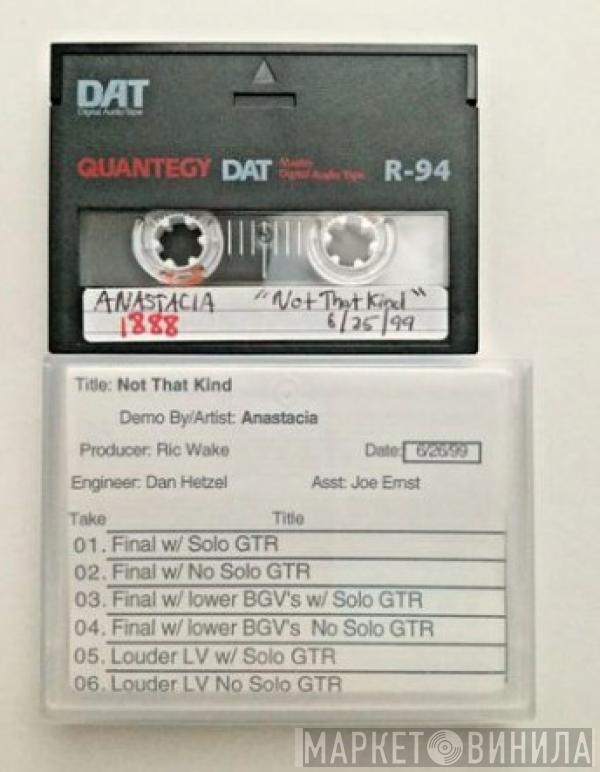 DAT
Digital Audio Tape
QUANTEGY DAT Master Digital Audio Tape R-94
ANASTACIA "Not That Kind"
1888 6/25/99
Title: Not That Kind
Demo By/Artist: Anastacia
Producer: Ric Wake Date: 6/26/99
Engineer: Dan Hetzel Asst: Joe Ernst
Take Title
01. Final w/ Solo GTR
02. Final w/ No Solo GTR
03. Final w/ lower BGV's w/ Solo GTR
04. Final w/ lower BGV's No Solo GTR
05. Louder LV w/ Solo GTR
06. Louder LV No Solo GTR
МАРКЕТ ВИНИЛА